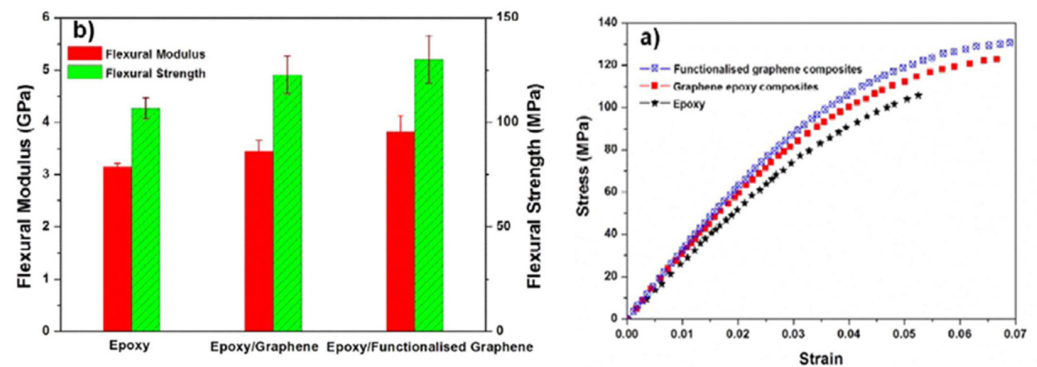 b)
Flexural Modulus
Flexural Strength
Flexural Modulus (GPa)
6
5
4
3
2
1
0
Flexural Strength (MPa)
150
100
50
0
Epoxy
Epoxy/Graphene
Epoxy/Functionalised Graphene
a)
Functionalised graphene composites
Graphene epoxy composites
Epoxy
Stress (MPa)
140
120
100
80
60
40
20
0
0.00 0.01 0.02 0.03 0.04 0.05 0.06 0.07
Strain